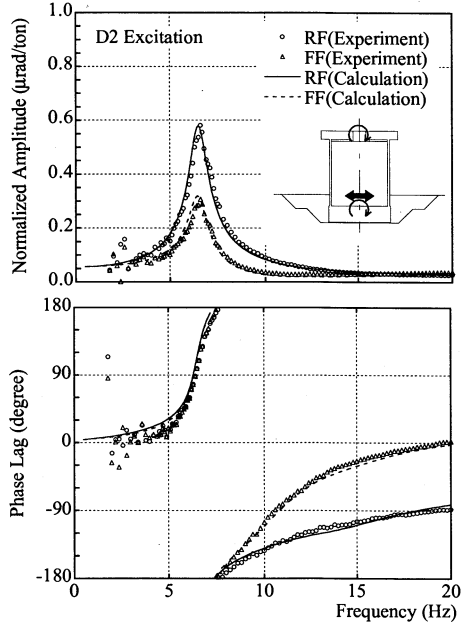 1.0
0.8
0.6
0.4
0.2
0.0
Normalized Amplitude (μrad/ton)
D2 Excitation
RF(Experiment)
FF(Experiment)
RF(Calculation)
FF(Calculation)
180
90
0
-90
-180
Phase Lag (degree)
0
5
10
15
20
Frequency (Hz)